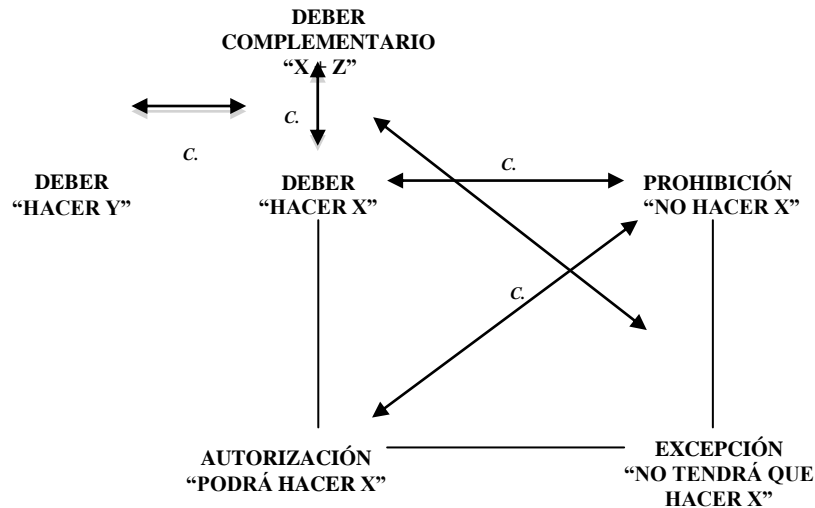 DEBER
COMPLEMENTARIO
“X + Z”
C.
C.
C.
DEBER
“HACER Y”
DEBER
“HACER X”
PROHIBICIÓN
“NO HACER X”
C.
AUTORIZACIÓN
“PODRÁ HACER X”
EXCEPCIÓN
“NO TENDRÁ QUE
HACER X”